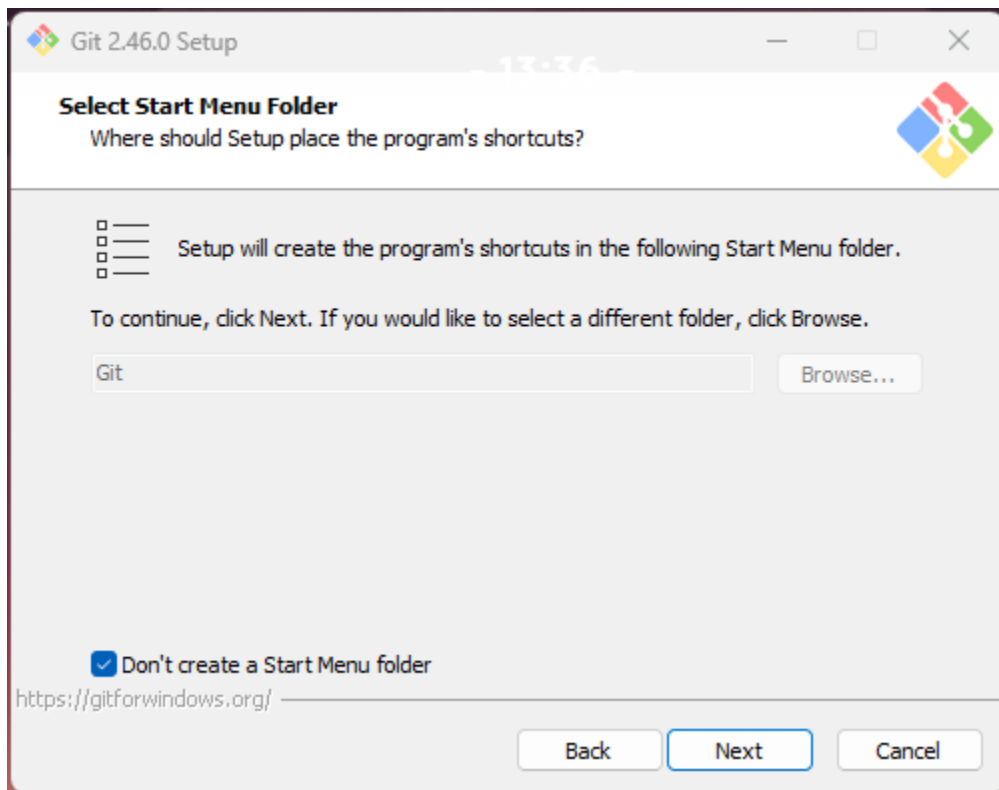 Git 2.46.0 Setup
- 13:36 -
Select Start Menu Folder
Where should Setup place the program's shortcuts?
Setup will create the program's shortcuts in the following Start Menu folder.
To continue, click Next. If you would like to select a different folder, click Browse.
Git
Browse...
Don't create a Start Menu folder
https://gitforwindows.org/
Back
Next
Cancel